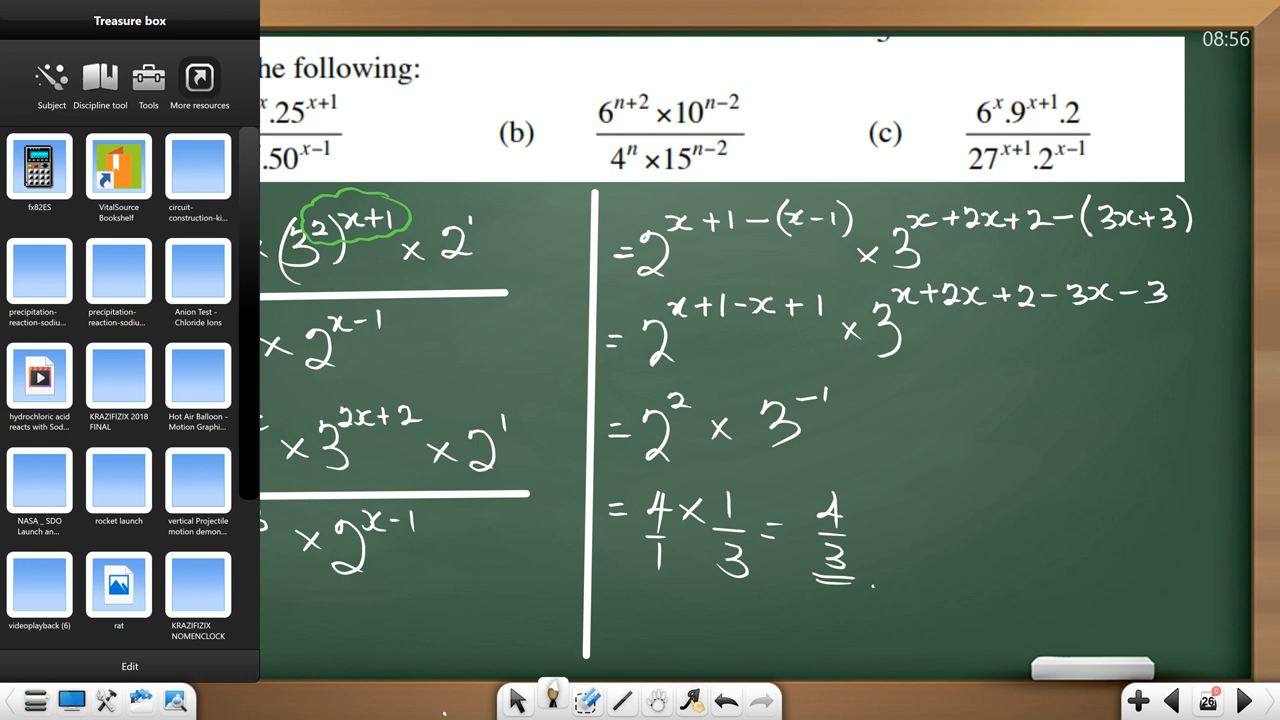 Treasure box
08:56
Subject Discipline tool Tools More resources
fx82ES
VitalSource Bookshelf
circuit-construction-ki...
precipitation-reaction-sodiu...
precipitation-reaction-sodiu...
Anion Test - Chloride Ions
hydrochloric acid reacts with Sod...
KRAZIFIZIX 2018 FINAL
Hot Air Balloon - Motion Graphi...
NASA _ SDO Launch an...
rocket launch
vertical Projectile motion demon...
videoplayback (6)
rat
KRAZIFIZIX NOMENCLOCK
Edit
he following:
x.25^(x+1) / .50^(x−1)
(b) 6^(n+2) ×10^(n−2) / 4^n ×15^(n−2)
(c) 6^x.9^(x+1).2 / 27^(x+1).2^(x−1)
(3^2)^(x+1) × 2^1
× 2^(x−1)
× 3^(2x+2) × 2^1
× 2^(x−1)
= 2^(x+1−(x−1)) × 3^(x+2x+2−(3x+3))
= 2^(x+1−x+1) × 3^(x+2x+2−3x−3)
= 2^2 × 3^(−1)
= 4/1 × 1/3 = 4/3
26
0